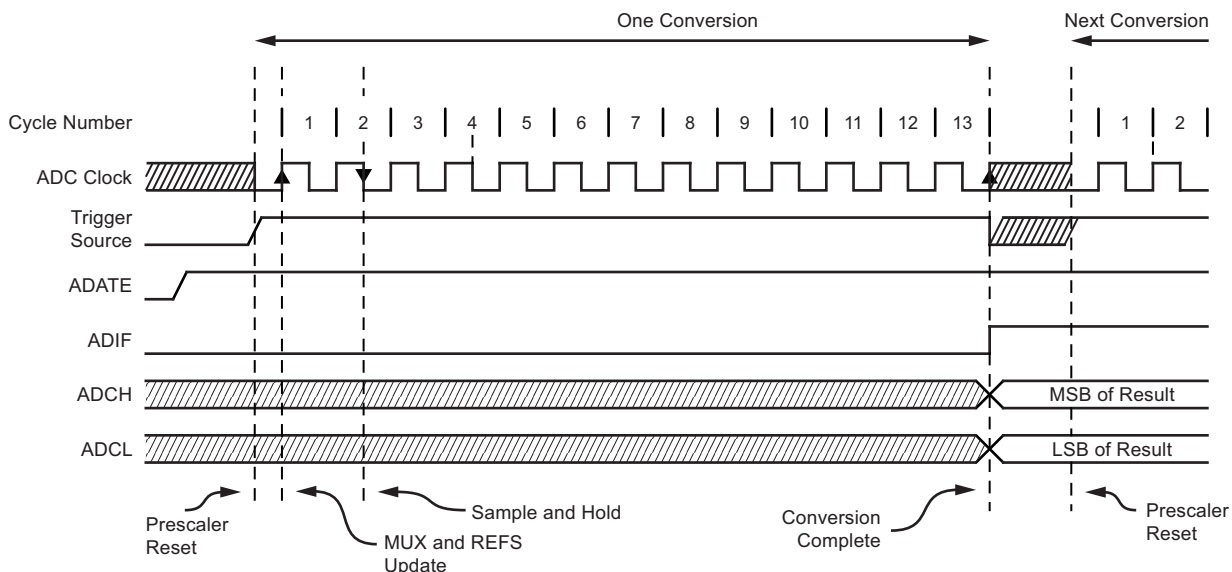 One Conversion
Next Conversion
Cycle Number
1 2 3 4 5 6 7 8 9 10 11 12 13
1 2
ADC Clock
Trigger
Source
ADATE
ADIF
ADCH
MSB of Result
ADCL
LSB of Result
Prescaler
Reset
MUX and REFS
Update
Sample and Hold
Conversion
Complete
Prescaler
Reset